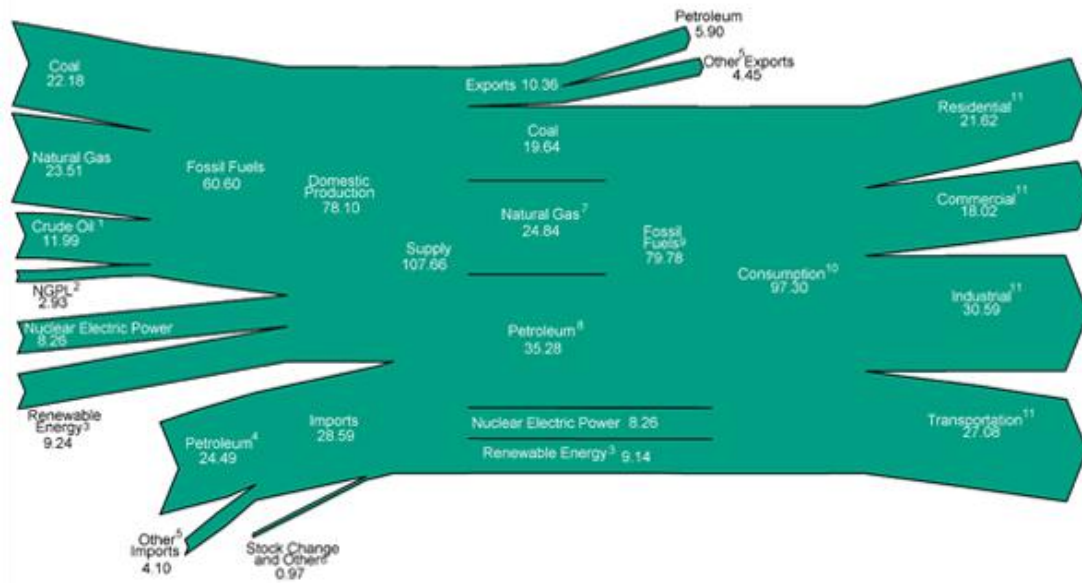 Petroleum
5.90
Other⁵ Exports
4.45
Exports 10.36
Coal
22.18
Natural Gas
23.51
Crude Oil¹
11.99
NGPL²
2.93
Nuclear Electric Power
8.26
Renewable
Energy³
9.24
Fossil Fuels
60.60
Domestic
Production
78.10
Petroleum⁴
24.49
Imports
28.59
Other⁵
Imports
4.10
Stock Change
and Other⁶
0.97
Supply
107.66
Coal
19.64
Natural Gas⁷
24.84
Petroleum⁸
35.28
Nuclear Electric Power 8.26
Renewable Energy³ 9.14
Fossil
Fuels⁹
79.78
Consumption¹⁰
97.30
Residential¹¹
21.62
Commercial¹¹
18.02
Industrial¹¹
30.59
Transportation¹¹
27.08